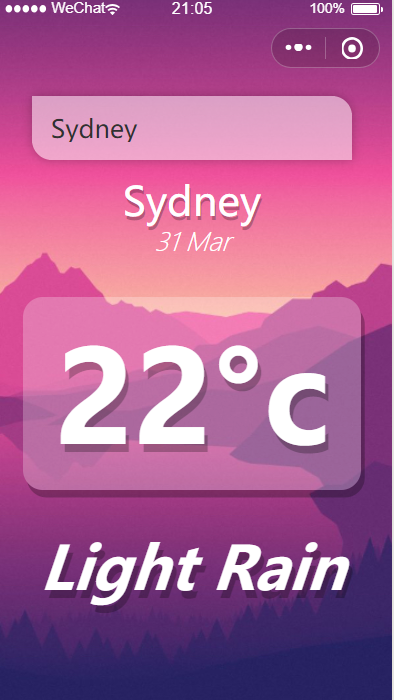 WeChat 21:05 100%
Sydney
Sydney
31 Mar
22°c
Light Rain